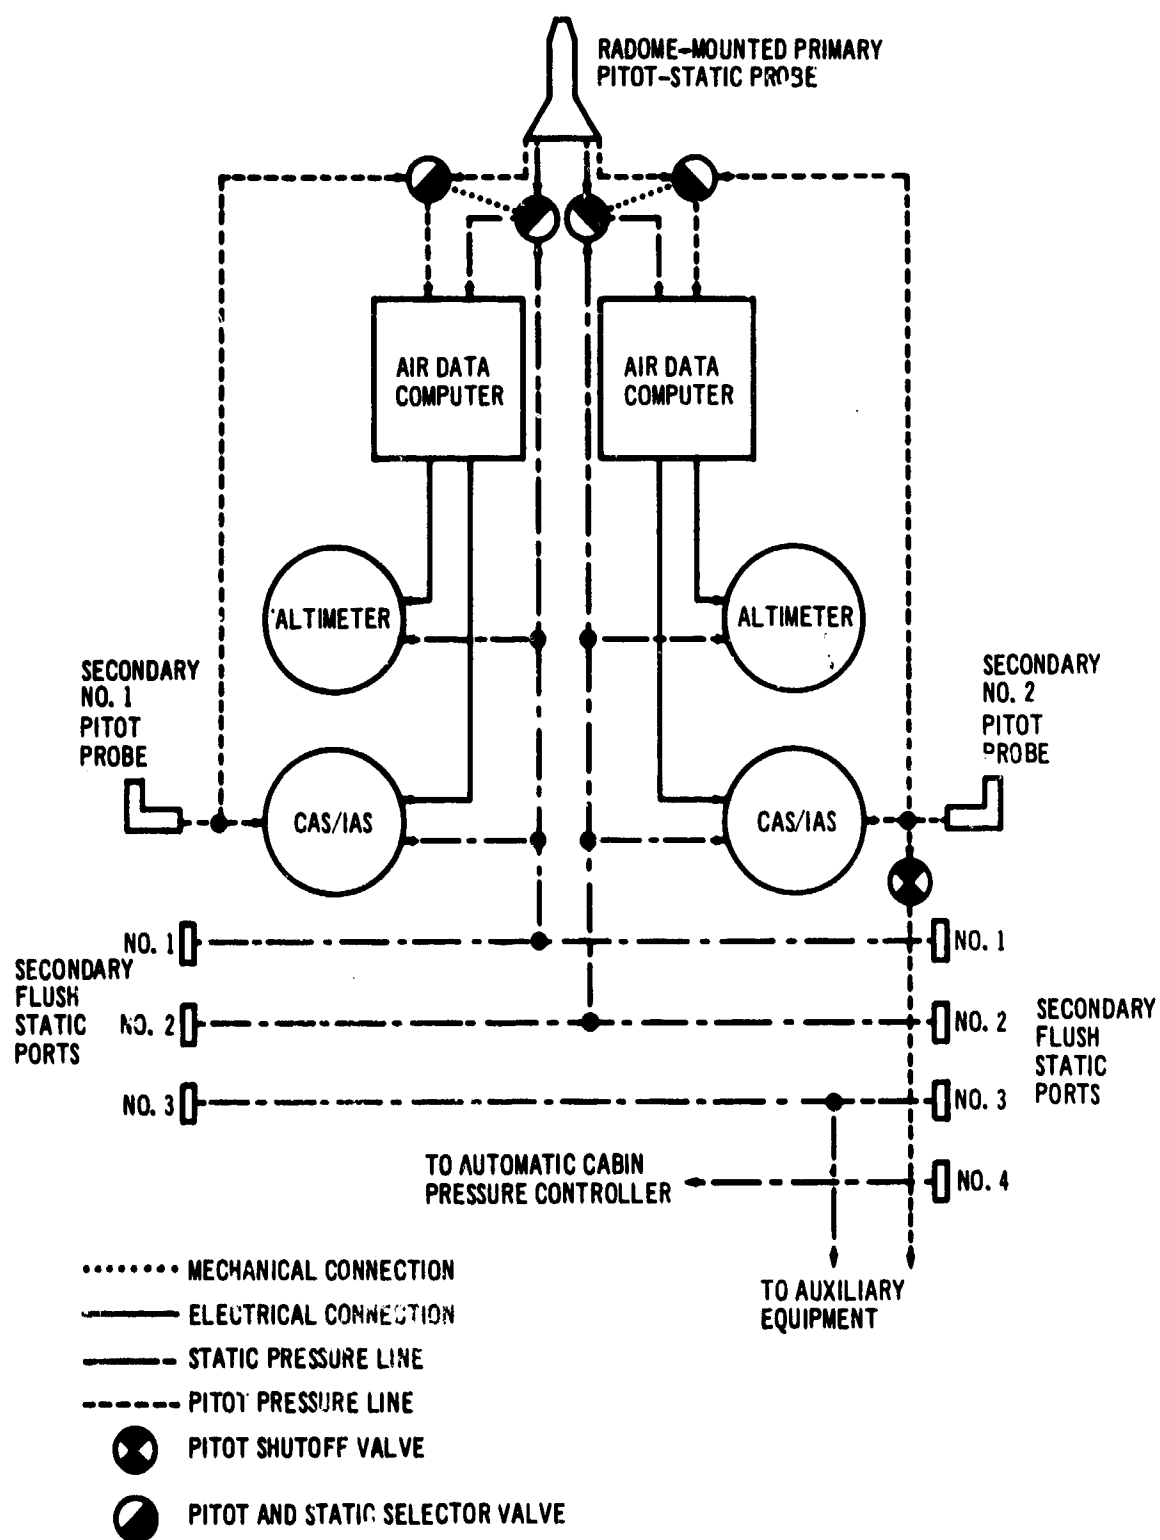 RADOME-MOUNTED PRIMARY
PITOT-STATIC PROBE
AIR DATA
COMPUTER
AIR DATA
COMPUTER
ALTIMETER
ALTIMETER
SECONDARY
NO. 1
PITOT
PROBE
SECONDARY
NO. 2
PITOT
PROBE
CAS/IAS
CAS/IAS
NO. 1
NO. 1
SECONDARY
FLUSH
STATIC
PORTS
NO. 2
NO. 2
SECONDARY
FLUSH
STATIC
PORTS
NO. 3
NO. 3
TO AUTOMATIC CABIN
PRESSURE CONTROLLER
NO. 4
TO AUXILIARY
EQUIPMENT
MECHANICAL CONNECTION
ELECTRICAL CONNECTION
STATIC PRESSURE LINE
PITOT PRESSURE LINE
PITOT SHUTOFF VALVE
PITOT AND STATIC SELECTOR VALVE